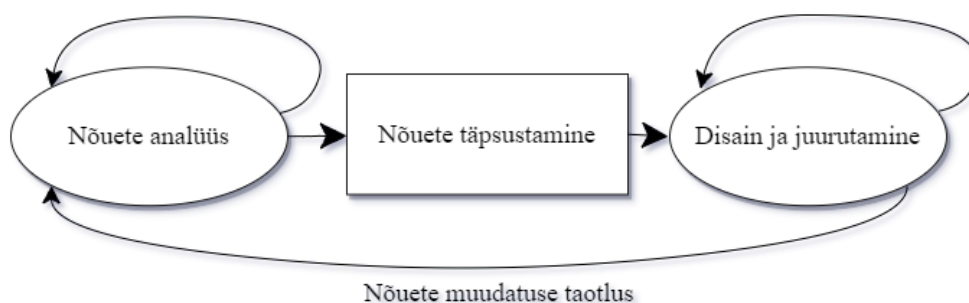 Nõuete analüüs
Nõuete täpsustamine
Disain ja juurutamine
Nõuete muudatuse taotlus